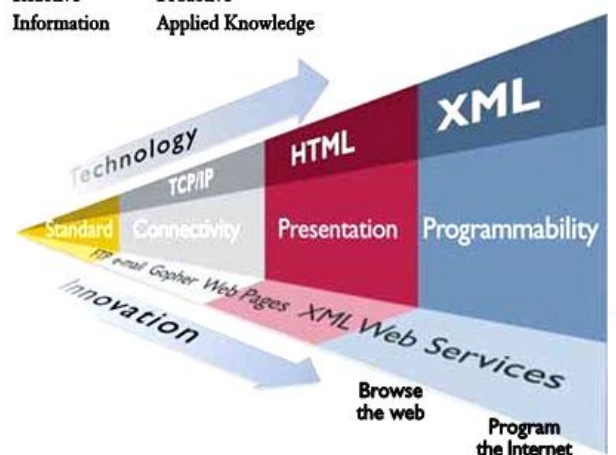 Information Applied Knowledge
Technology
TCP/IP
HTML
XML
Standard Connectivity Presentation Programmability
FTP e-mail Gopher Web Pages XML Web Services
Innovation
Browse
the web
Program
the Internet